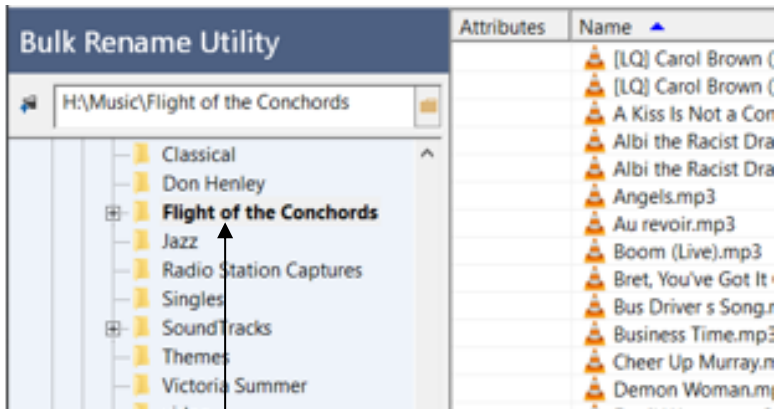 Bulk Rename Utility
H:\Music\Flight of the Conchords
Classical
Don Henley
Flight of the Conchords
Jazz
Radio Station Captures
Singles
SoundTracks
Themes
Victoria Summer
Attributes Name
[LQ] Carol Brown (
[LQ] Carol Brown (
A Kiss Is Not a Con
Albi the Racist Dra
Albi the Racist Dra
Angels.mp3
Au revoir.mp3
Boom (Live).mp3
Bret, You've Got It
Bus Driver s Song.m
Business Time.mp3
Cheer Up Murray.m
Demon Woman.mp